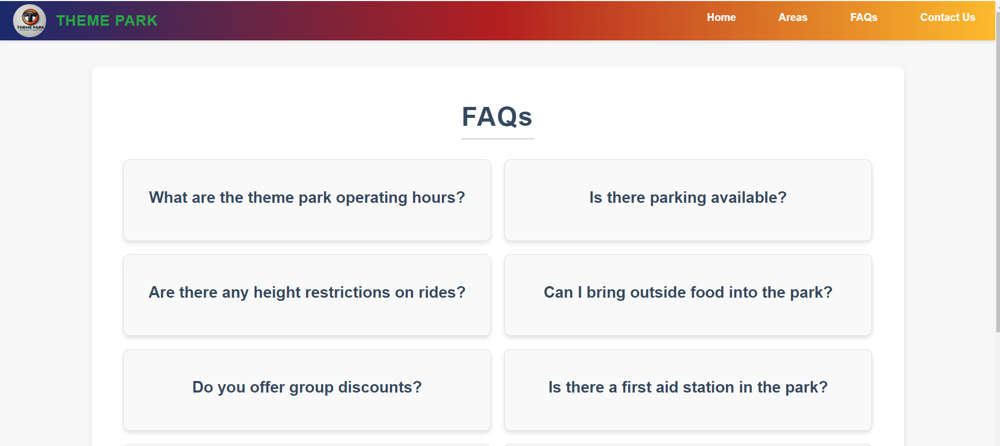 THEME PARK
THEME PARK
Home
Areas
FAQs
Contact Us
FAQs
What are the theme park operating hours?
Is there parking available?
Are there any height restrictions on rides?
Can I bring outside food into the park?
Do you offer group discounts?
Is there a first aid station in the park?